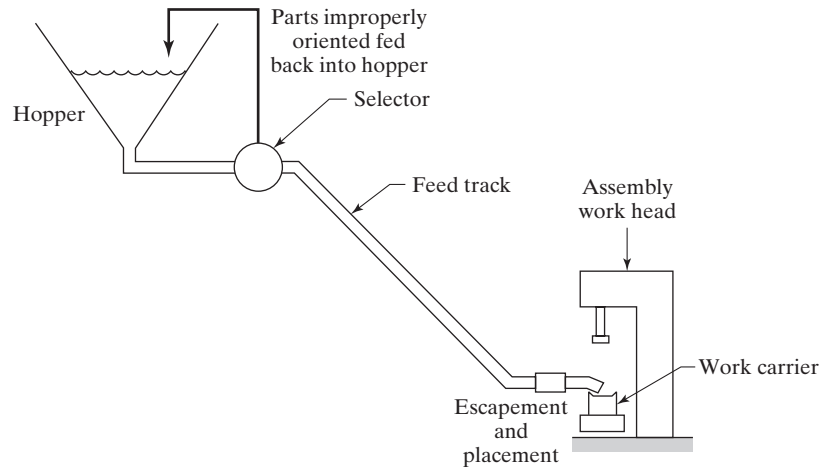 Parts improperly
oriented fed
back into hopper
Hopper
Selector
Feed track
Assembly
work head
Work carrier
Escapement
and
placement